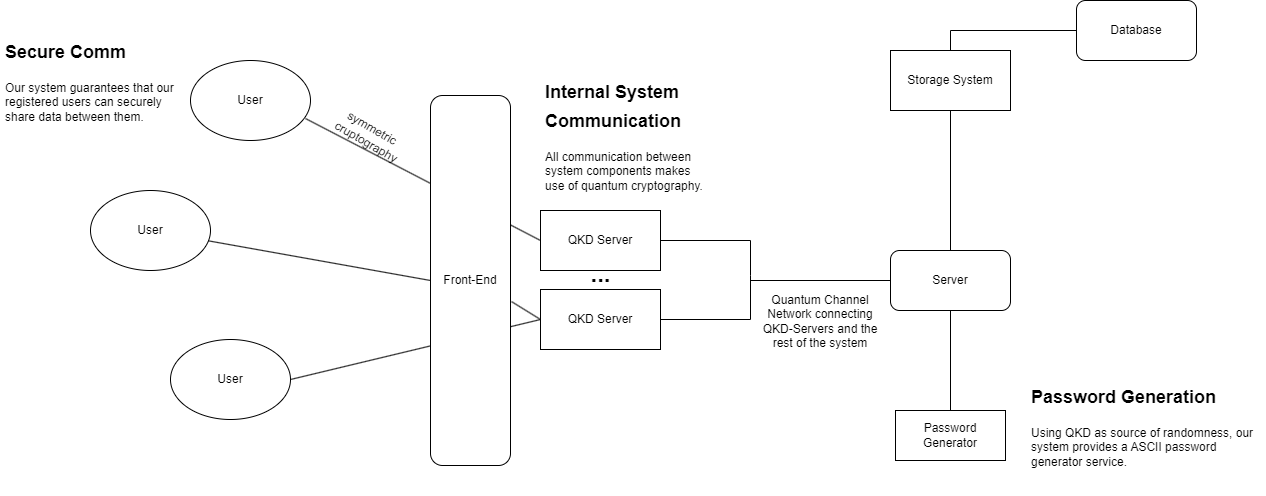 Secure Comm
Our system guarantees that our
registered users can securely
share data between them.
User
symmetric
cruptography
User
User
Front-End
Internal System
Communication
All communication between
system components makes
use of quantum cryptography.
QKD Server
...
QKD Server
Quantum Channel
Network connecting
QKD-Servers and the
rest of the system
Database
Storage System
Server
Password
Generator
Password Generation
Using QKD as source of randomness, our
system provides a ASCII password
generator service.